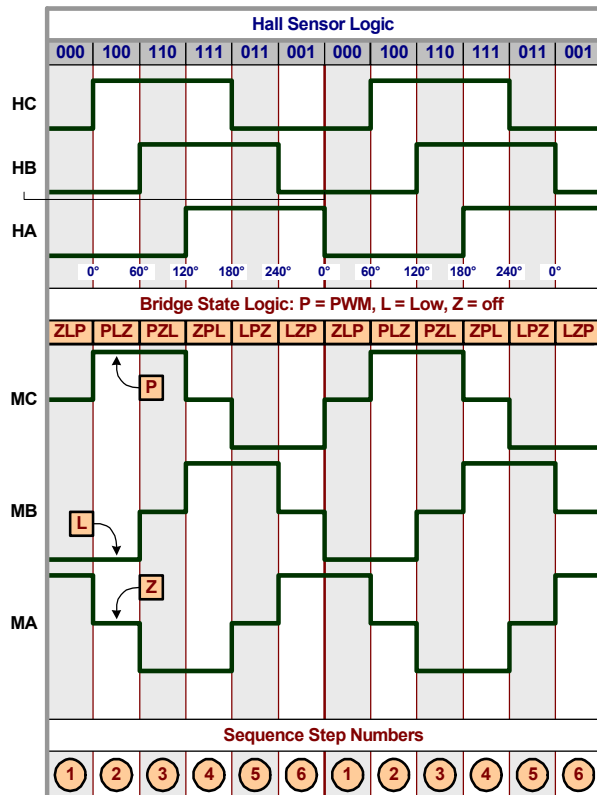 Hall Sensor Logic
000 100 110 111 011 001 000 100 110 111 011 001
HC
HB
HA
0° 60° 120° 180° 240° 0° 60° 120° 180° 240° 0°
Bridge State Logic: P = PWM, L = Low, Z = off
ZLP PLZ PZL ZPL LPZ LZP ZLP PLZ PZL ZPL LPZ LZP
MC
P
MB
L
Z
MA
Sequence Step Numbers
1 2 3 4 5 6 1 2 3 4 5 6